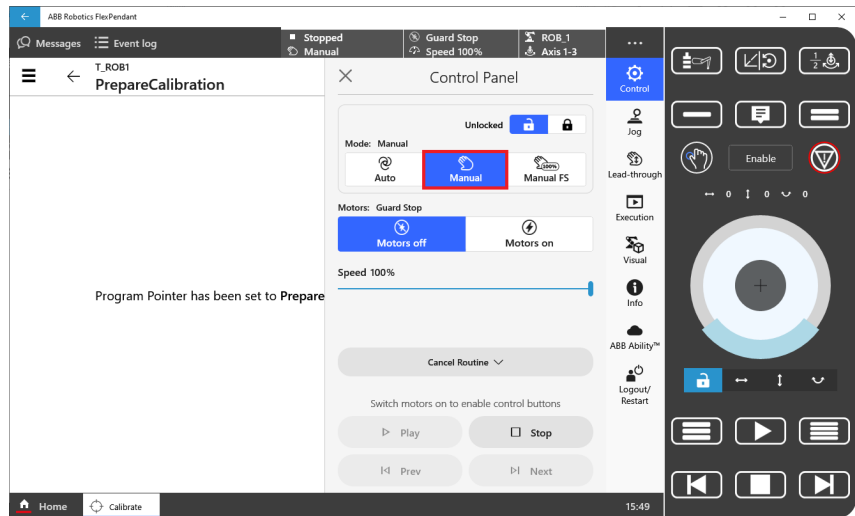 ABB Robotics FlexPendant
Messages
Event log
Stopped
Manual
Guard Stop
Speed 100%
ROB_1
Axis 1-3
T_ROB1
PrepareCalibration
Program Pointer has been set to Prepare
Control Panel
Unlocked
Mode: Manual
Auto
Manual
100%
Manual FS
Motors: Guard Stop
Motors off
Motors on
Speed 100%
Cancel Routine
Switch motors on to enable control buttons
Play
Stop
Prev
Next
Control
Jog
Lead-through
Execution
Visual
Info
ABB Ability™
Logout/
Restart
1/2
Enable
0 0 0
Home
Calibrate
15:49